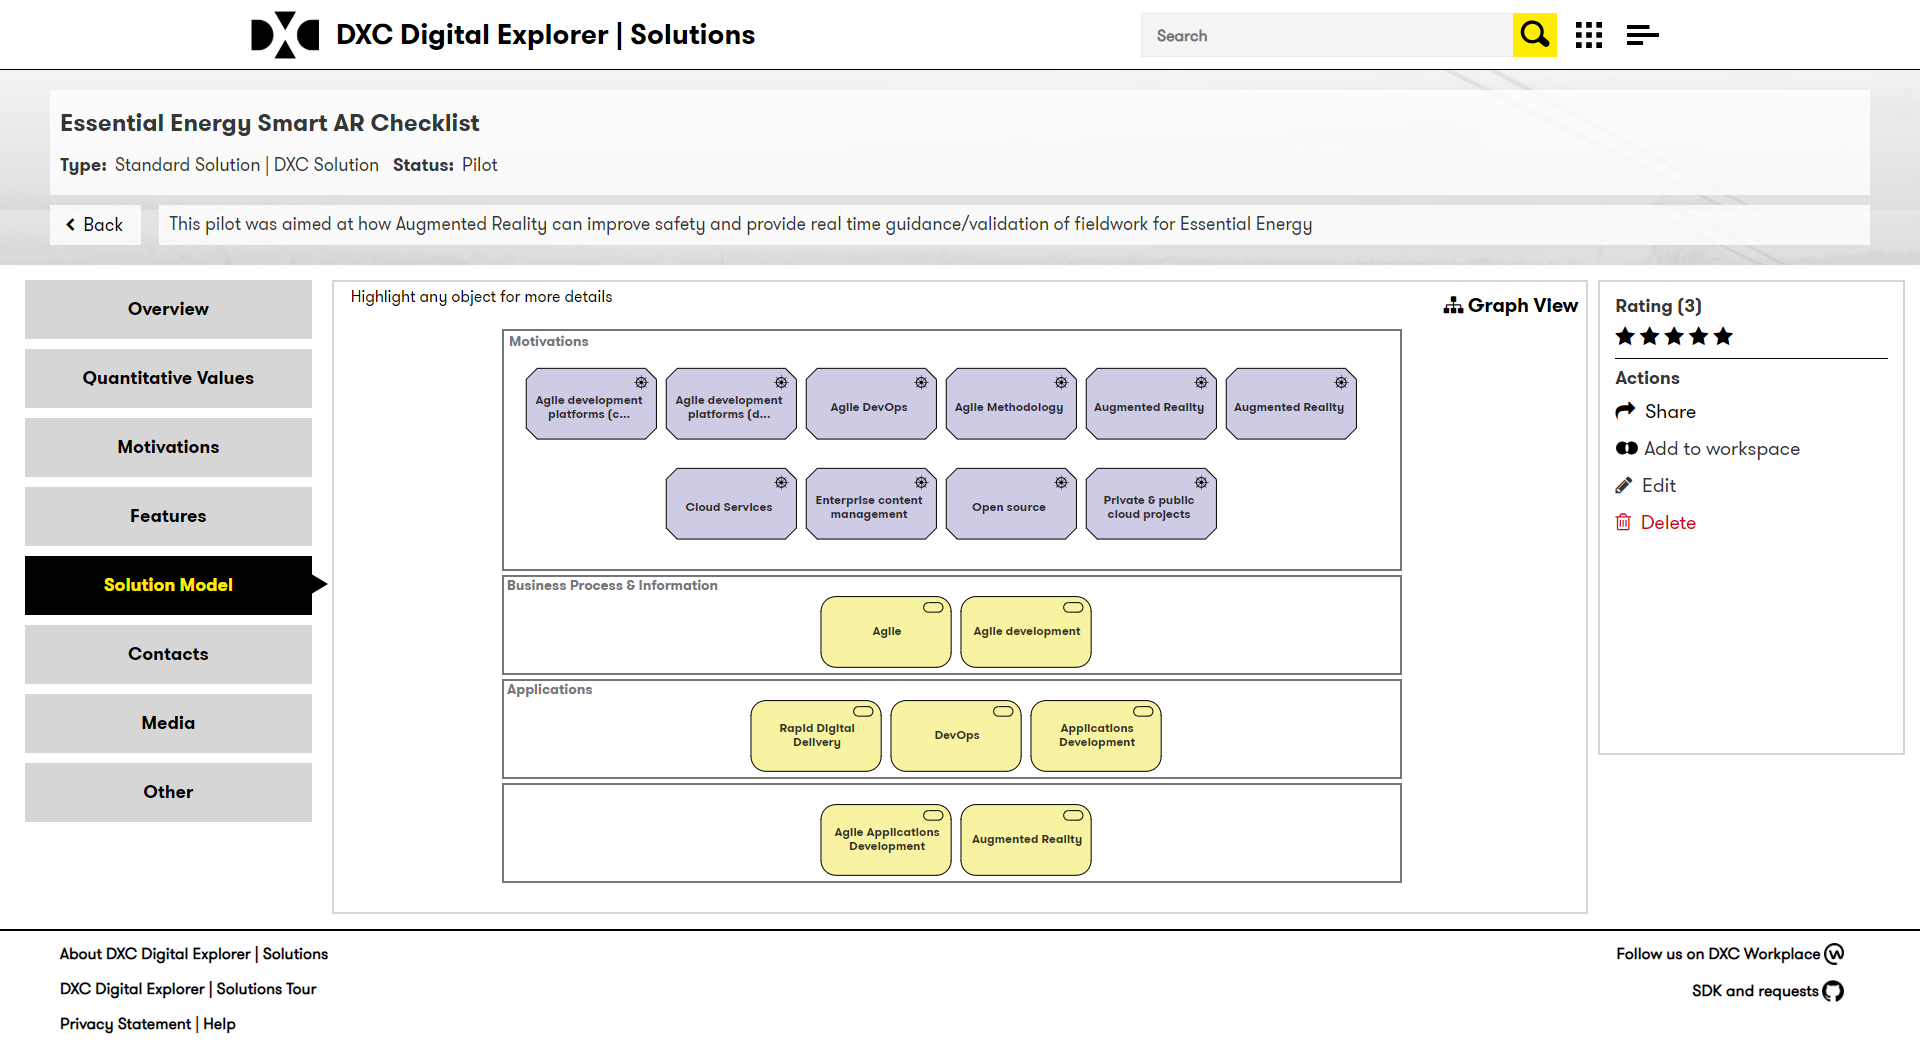 DXC Digital Explorer | Solutions
Search
Essential Energy Smart AR Checklist
Type: Standard Solution | DXC Solution Status: Pilot
Back
This pilot was aimed at how Augmented Reality can improve safety and provide real time guidance/validation of fieldwork for Essential Energy
Overview
Quantitative Values
Motivations
Features
Solution Model
Contacts
Media
Other
Highlight any object for more details
Graph View
Motivations
Agile development
platforms (c...
Agile development
platforms (d...
Agile DevOps
Agile Methodology
Augmented Reality
Augmented Reality
Cloud Services
Enterprise content
management
Open source
Private & public
cloud projects
Business Process & Information
Agile
Agile development
Applications
Rapid Digital
Delivery
DevOps
Applications
Development
Agile Applications
Development
Augmented Reality
Rating (3)
Actions
Share
Add to workspace
Edit
Delete
About DXC Digital Explorer | Solutions
DXC Digital Explorer | Solutions Tour
Privacy Statement | Help
Follow us on DXC Workplace
SDK and requests